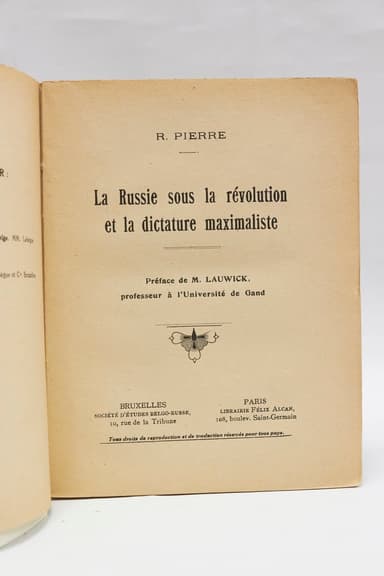 R :
R. PIERRE
La Russie sous la révolution
et la dictature maximaliste
Préface de M. LAUWICK,
professeur à l'Université de Gand
BRUXELLES
SOCIÉTÉ D'ÉTUDES BELGO-RUSSE,
10, rue de la Tribune
PARIS
LIBRAIRIE FÉLIX ALCAN,
108, boulev. Saint-Germain
Tous droits de reproduction et de traduction réservés pour tous pays.